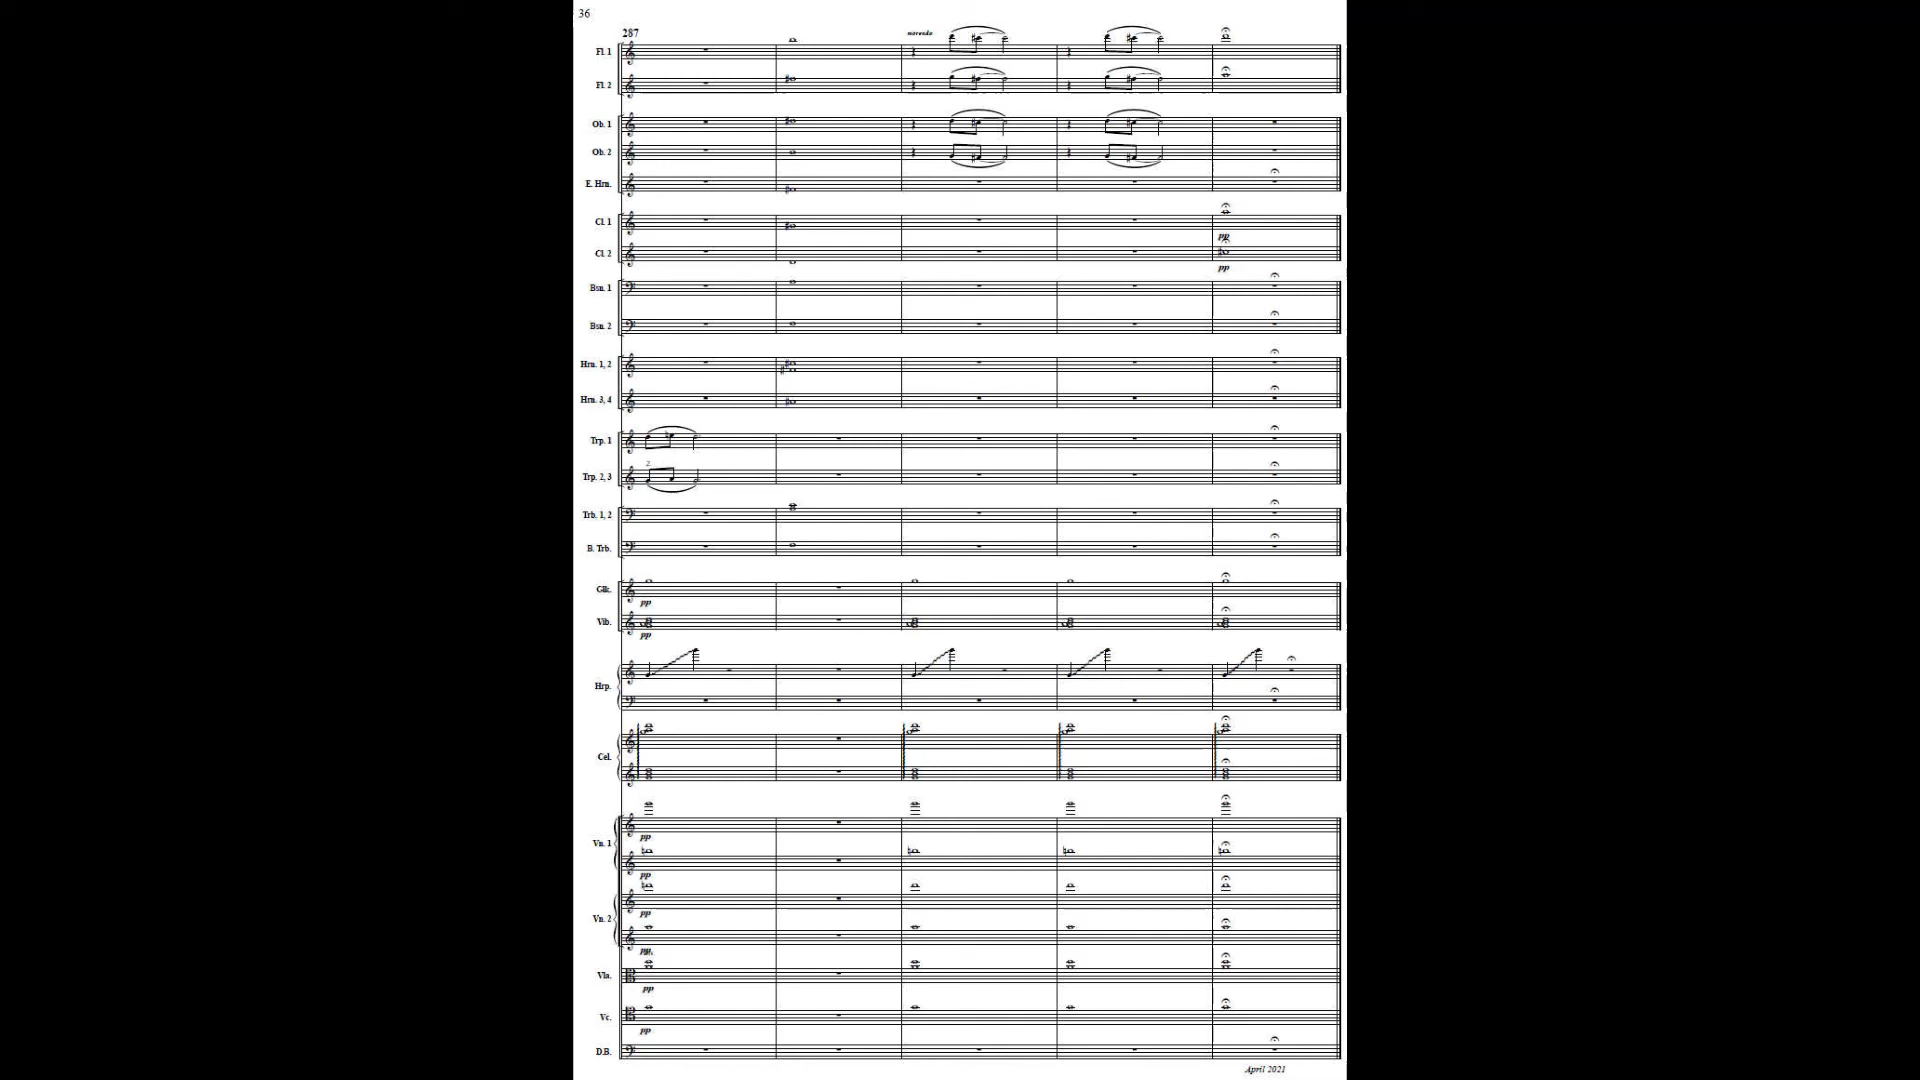 36
287
morendo
Fl. 1
Fl. 2
Ob. 1
Ob. 2
E. Hrn.
Cl. 1
pp
Cl. 2
pp
Bsn. 1
Bsn. 2
Hrn. 1, 2
Hrn. 3, 4
Trp. 1
2.
Trp. 2, 3
Trb. 1, 2
B. Trb.
Glk.
pp
Vib.
pp
Hrp.
Cel.
pp
Vn. 1
pp
pp
Vn. 2
pp
Vla.
pp
Vc.
pp
D.B.
April 2021